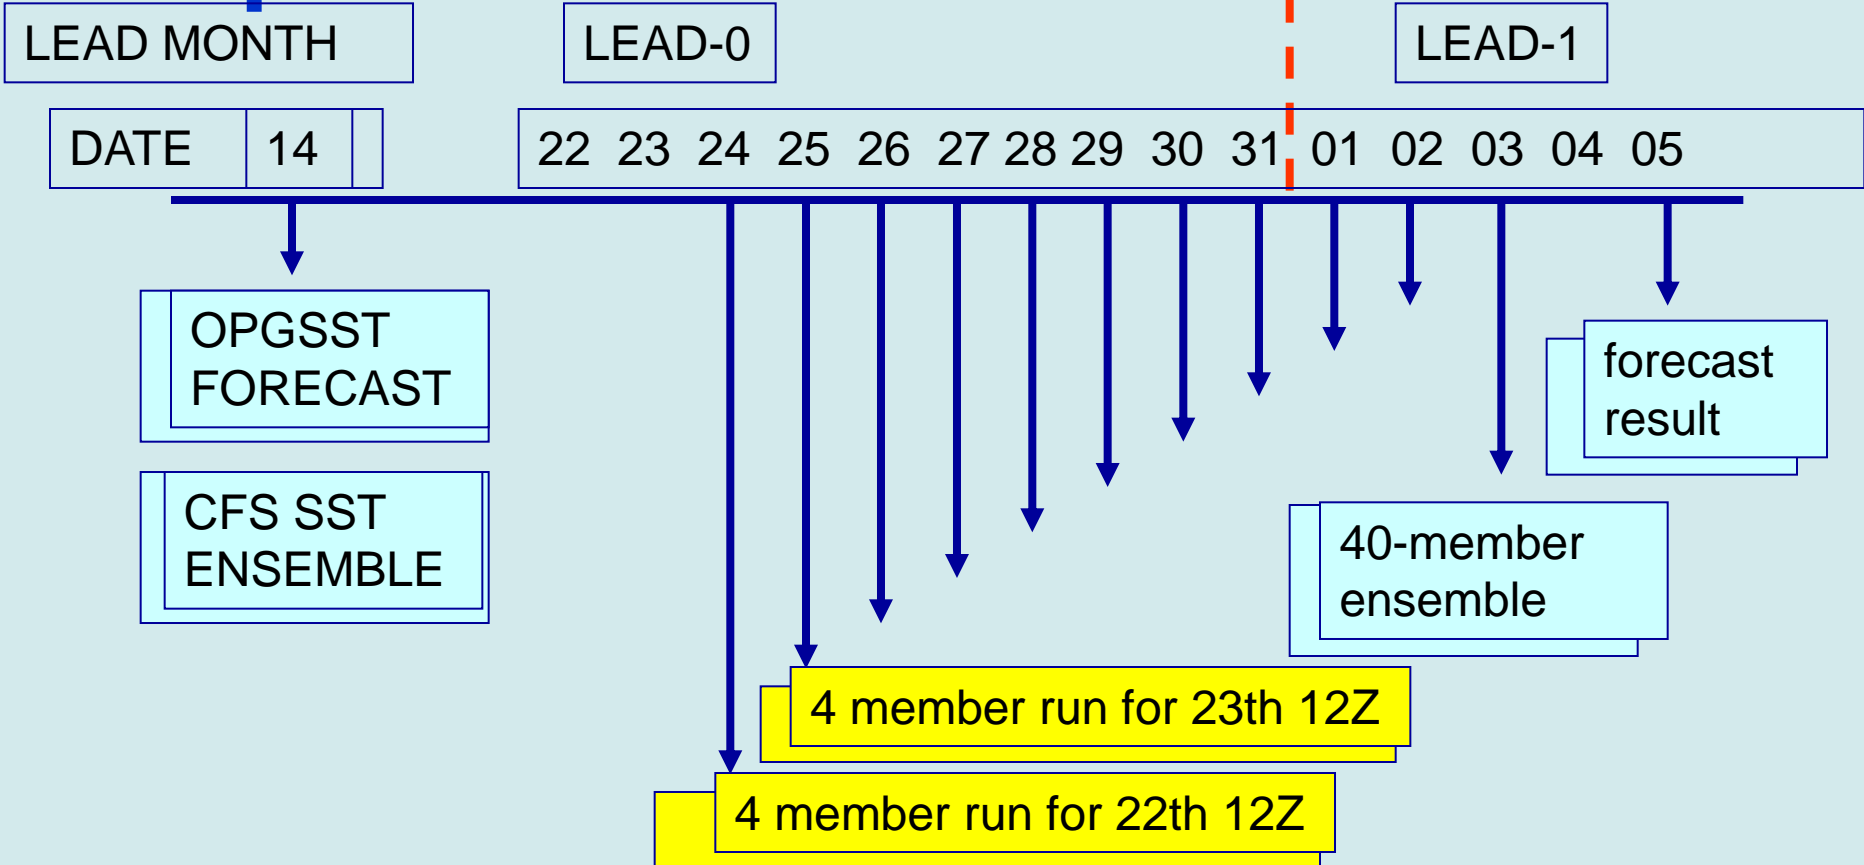 LEAD MONTH LEAD-0 LEAD-1
DATE 14 22 23 24 25 26 27 28 29 30 31 01 02 03 04 05
OPGSST
FORECAST
CFS SST
ENSEMBLE
forecast
result
40-member
ensemble
4 member run for 23th 12Z
4 member run for 22th 12Z